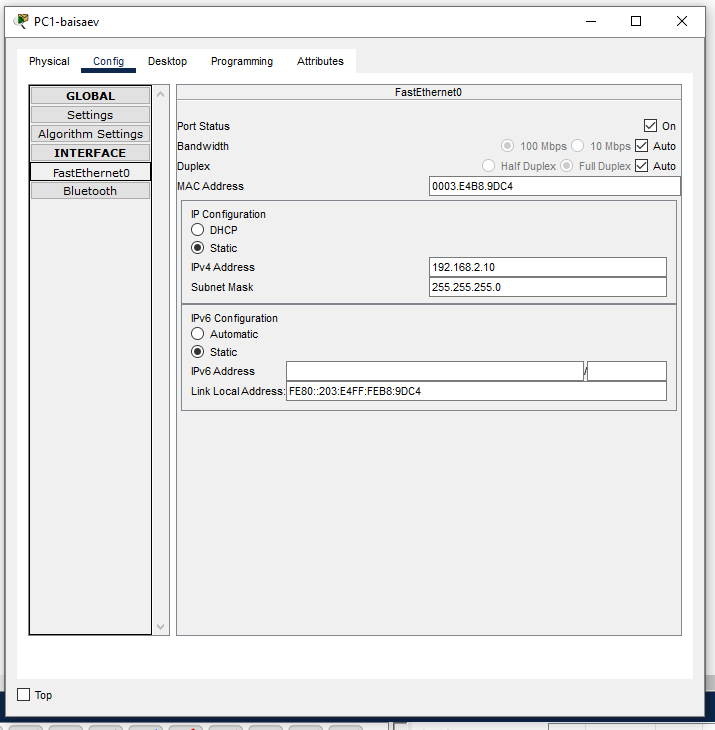 PC1-baisaev
Physical Config Desktop Programming Attributes
GLOBAL
Settings
Algorithm Settings
INTERFACE
FastEthernet0
Bluetooth
FastEthernet0
Port Status On
Bandwidth 100 Mbps 10 Mbps Auto
Duplex Half Duplex Full Duplex Auto
MAC Address 0003.E4B8.9DC4
IP Configuration
DHCP
Static
IPv4 Address 192.168.2.10
Subnet Mask 255.255.255.0
IPv6 Configuration
Automatic
Static
IPv6 Address /
Link Local Address: FE80::203:E4FF:FEB8:9DC4
Top